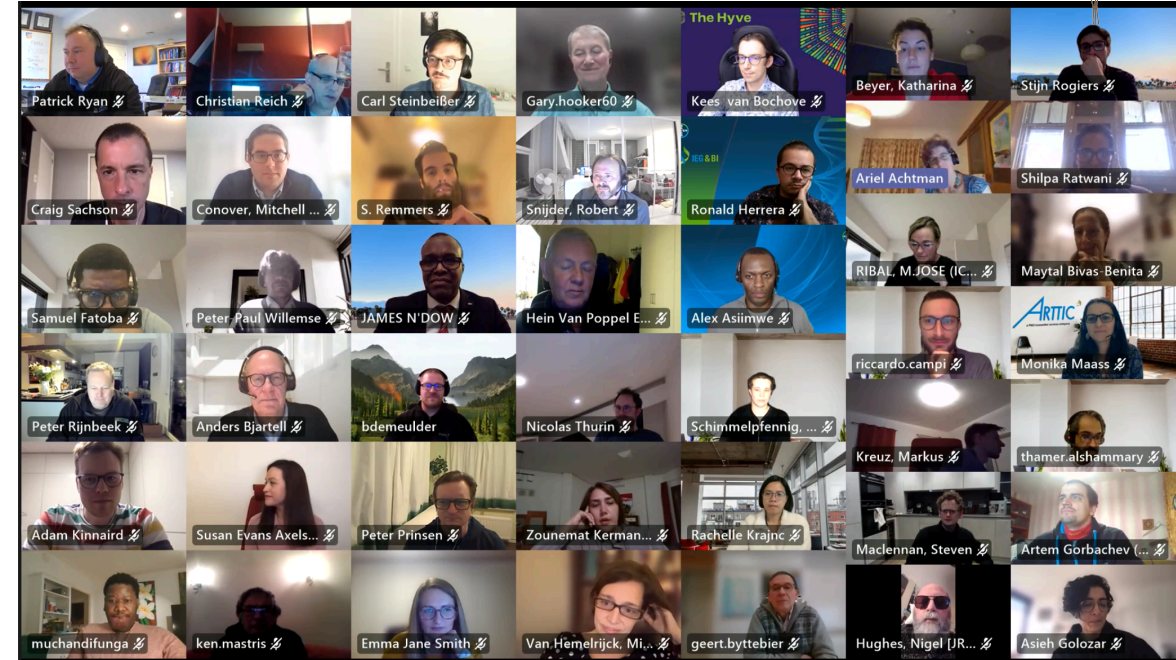 The Hyve
Patrick Ryan
Christian Reich
Carl Steinbeißer
Gary.hooker60
Kees van Bochove
Beyer, Katharina
Stijn Rogiers
IEG & BI
Craig Sachson
Conover, Mitchell ...
S. Remmers
Snijder, Robert
Ronald Herrera
Ariel Achtman
Shilpa Ratwani
Samuel Fatoba
Peter-Paul Willemse
JAMES N'DOW
Hein Van Poppel E...
Alex Asiimwe
RIBAL, M.JOSE (IC...
Maytal Bivas-Benita
ARTTIC
Peter Rijnbeek
Anders Bjartell
bdemeulder
Nicolas Thurin
Schimmelpfennig, ...
riccardo.campi
Monika Maass
Kreuz, Markus
thamer.alshammary
Adam Kinnaird
Susan Evans Axels...
Peter Prinsen
Zounemat Kerman...
Rachelle Krajnc
Maclennan, Steven
Artem Gorbachev (...
muchandifunga
ken.mastris
Emma Jane Smith
Van Hemelrijck, Mi...
geert.byttebier
Hughes, Nigel [JR...
Asieh Golozar